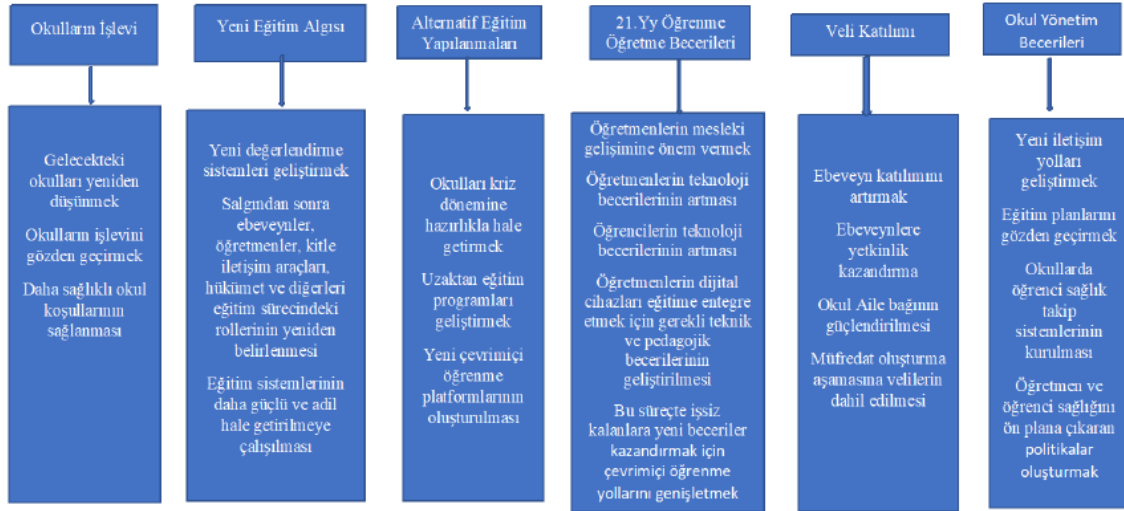 Okulların İşlevi
Gelecekteki
okulları yeniden
düşünmek
Okulların işlevini
gözden geçirmek
Daha sağlıklı okul
koşullarının
sağlanması
Yeni Eğitim Algısı
Yeni değerlendirme
sistemleri geliştirmek
Salgından sonra
ebeveynler,
öğretmenler, kitle
iletişim araçları,
hükümet ve diğerleri
eğitim sürecindeki
rollerinin yeniden
belirlenmesi
Eğitim sistemlerinin
daha güçlü ve adil
hale getirilmeye
çalışılması
Alternatif Eğitim
Yapılanmaları
Okulları kriz
dönemine
hazırlıkla hale
getirmek
Uzaktan eğitim
programları
geliştirmek
Yeni çevrimiçi
öğrenme
platformlarının
oluşturulması
21.Yy Öğrenme
Öğretme Becerileri
Öğretmenlerin mesleki
gelişimine önem vermek
Öğretmenlerin teknoloji
becerilerinin artması
Öğrencilerin teknoloji
becerilerinin artması
Öğretmenlerin dijital
cihazları eğitime entegre
etmek için gerekli teknik
ve pedagojik
becerilerinin
geliştirilmesi
Bu süreçte işsiz
kalanlara yeni beceriler
kazandırmak için
çevrimiçi öğrenme
yollarını genişletmek
Veli Katılımı
Ebeveyn katılımını
artırmak
Ebeveynlere
yetkinlik
kazandırma
Okul Aile bağının
güçlendirilmesi
Müfredat oluşturma
aşamasına velilerin
dahil edilmesi
Okul Yönetim
Becerileri
Yeni iletişim
yolları
geliştirmek
Eğitim planlarını
gözden geçirmek
Okullarda
öğrenci sağlık
takip
sistemlerinin
kurulması
Öğretmen ve
öğrenci sağlığını
ön plana çıkaran
politikalar
oluşturmak